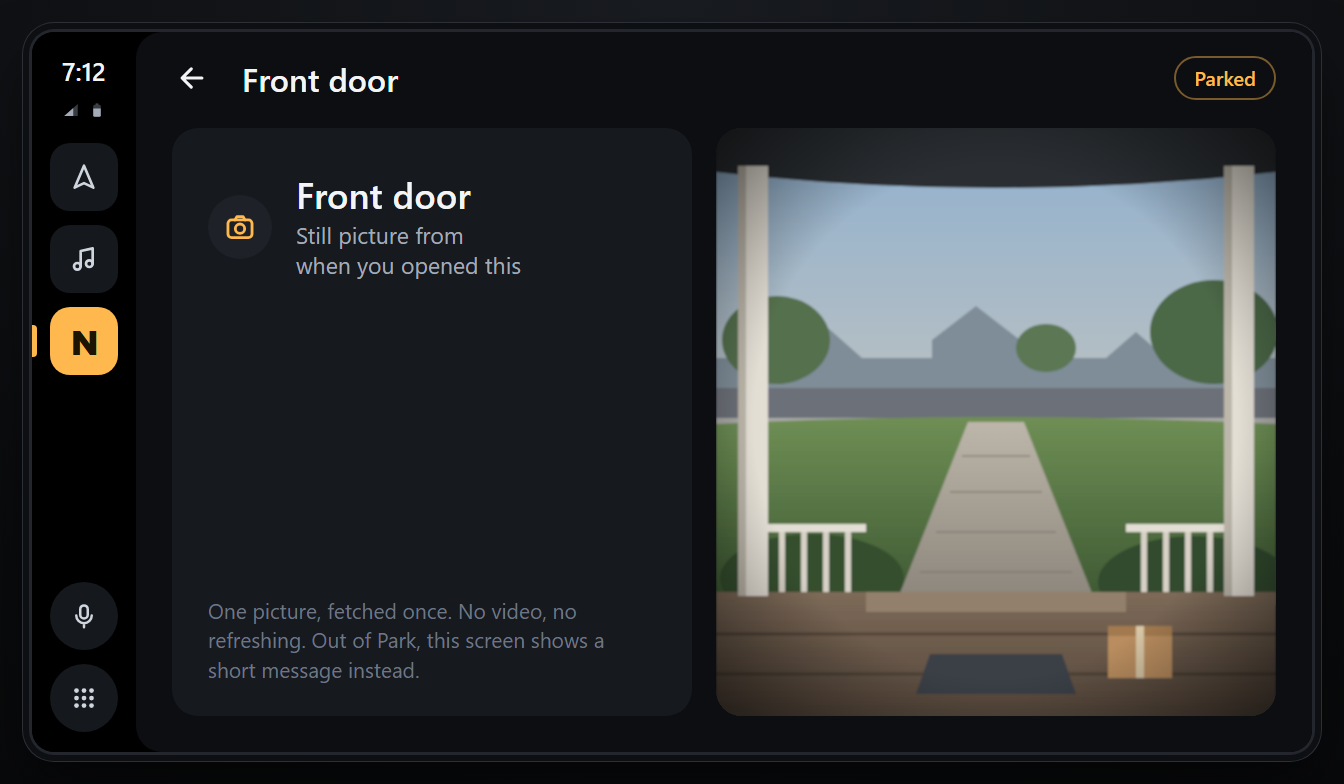 7:12
Front door
Parked
N
Front door
Still picture from
when you opened this
One picture, fetched once. No video, no
refreshing. Out of Park, this screen shows a
short message instead.